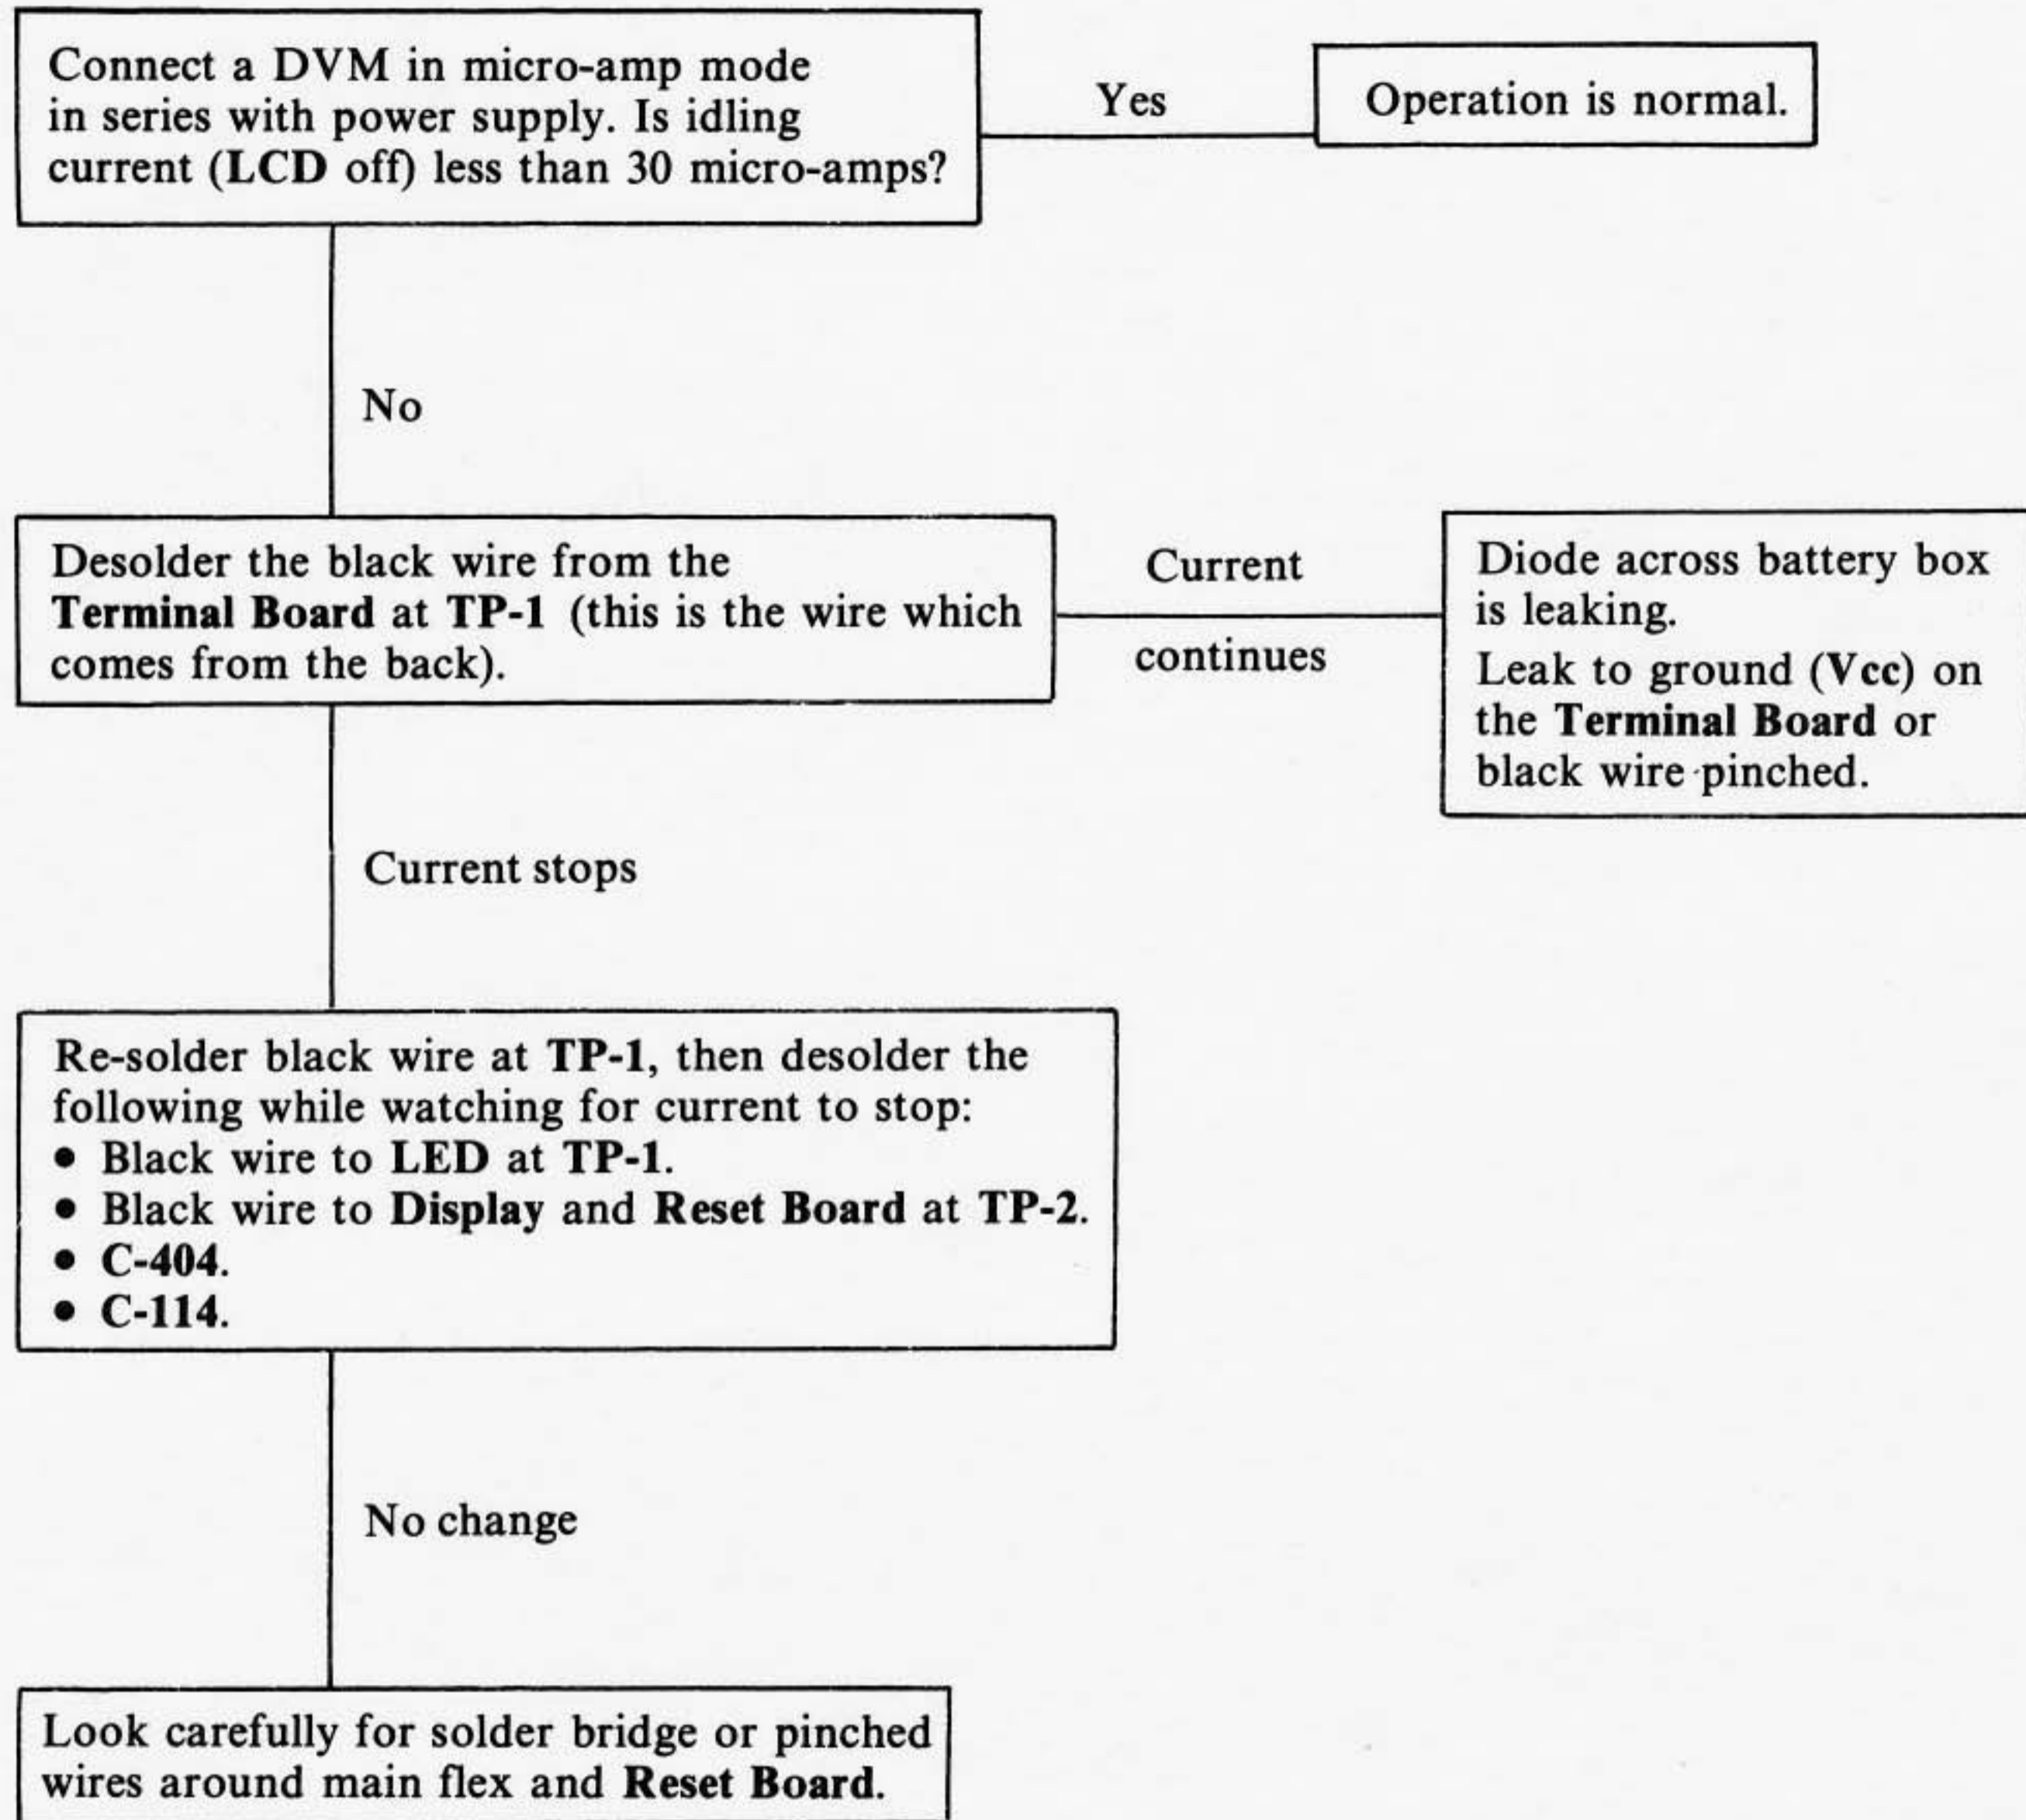 Connect a DVM in micro-amp mode
in series with power supply. Is idling
current (LCD off) less than 30 micro-amps?
Yes
Operation is normal.
No
Desolder the black wire from the
Terminal Board at TP-1 (this is the wire which
comes from the back).
Current
continues
Diode across battery box
is leaking.
Leak to ground (Vcc) on
the Terminal Board or
black wire pinched.
Current stops
Re-solder black wire at TP-1, then desolder the
following while watching for current to stop:
• Black wire to LED at TP-1.
• Black wire to Display and Reset Board at TP-2.
• C-404.
• C-114.
No change
Look carefully for solder bridge or pinched
wires around main flex and Reset Board.